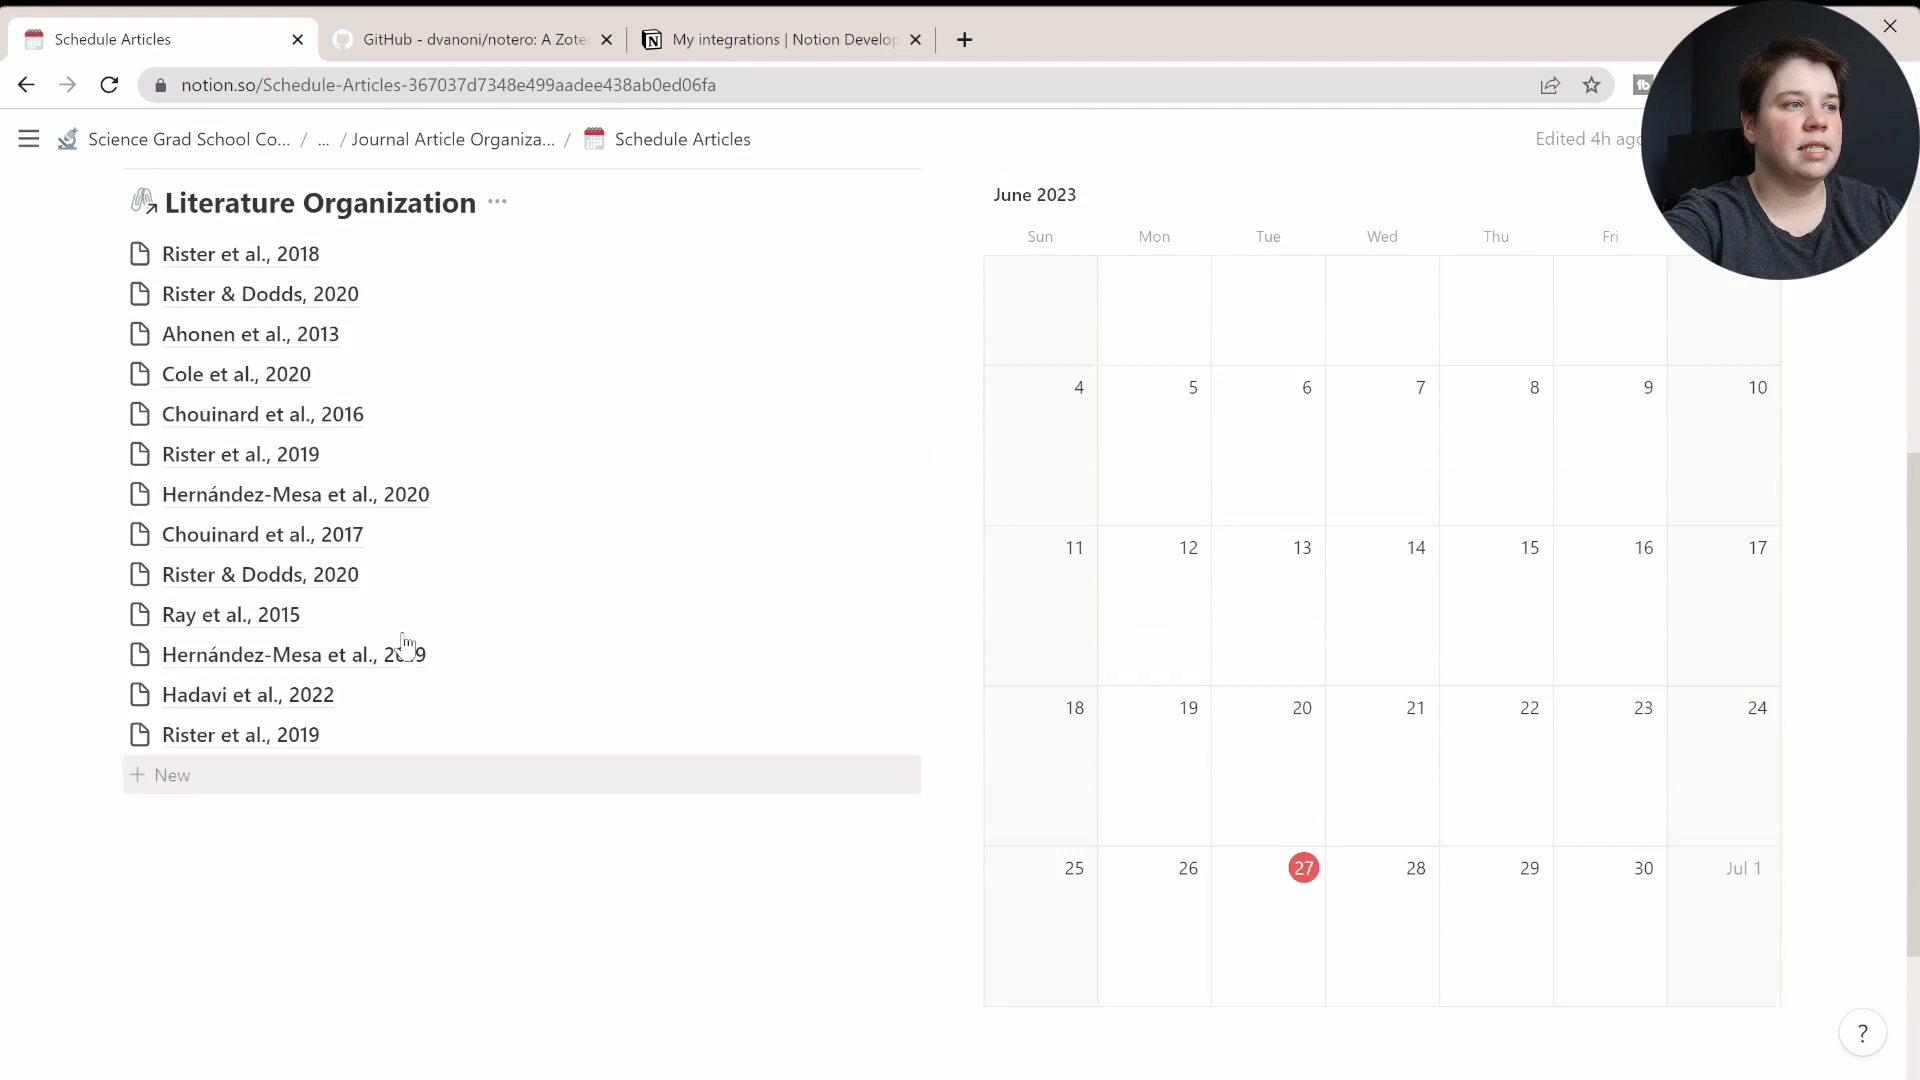 Schedule Articles
GitHub - dvanoni/notero: A Zote
My integrations | Notion Develop
notion.so/Schedule-Articles-367037d7348e499aadee438ab0ed06fa
Science Grad School Co... / ... / Journal Article Organiza... / Schedule Articles
Edited 4h ago
Literature Organization ...
Rister et al., 2018
Rister & Dodds, 2020
Ahonen et al., 2013
Cole et al., 2020
Chouinard et al., 2016
Rister et al., 2019
Hernández-Mesa et al., 2020
Chouinard et al., 2017
Rister & Dodds, 2020
Ray et al., 2015
Hernández-Mesa et al., 2019
Hadavi et al., 2022
Rister et al., 2019
+ New
June 2023
Sun Mon Tue Wed Thu Fri
4 5 6 7 8 9 10
11 12 13 14 15 16 17
18 19 20 21 22 23 24
25 26 27 28 29 30 Jul 1
?